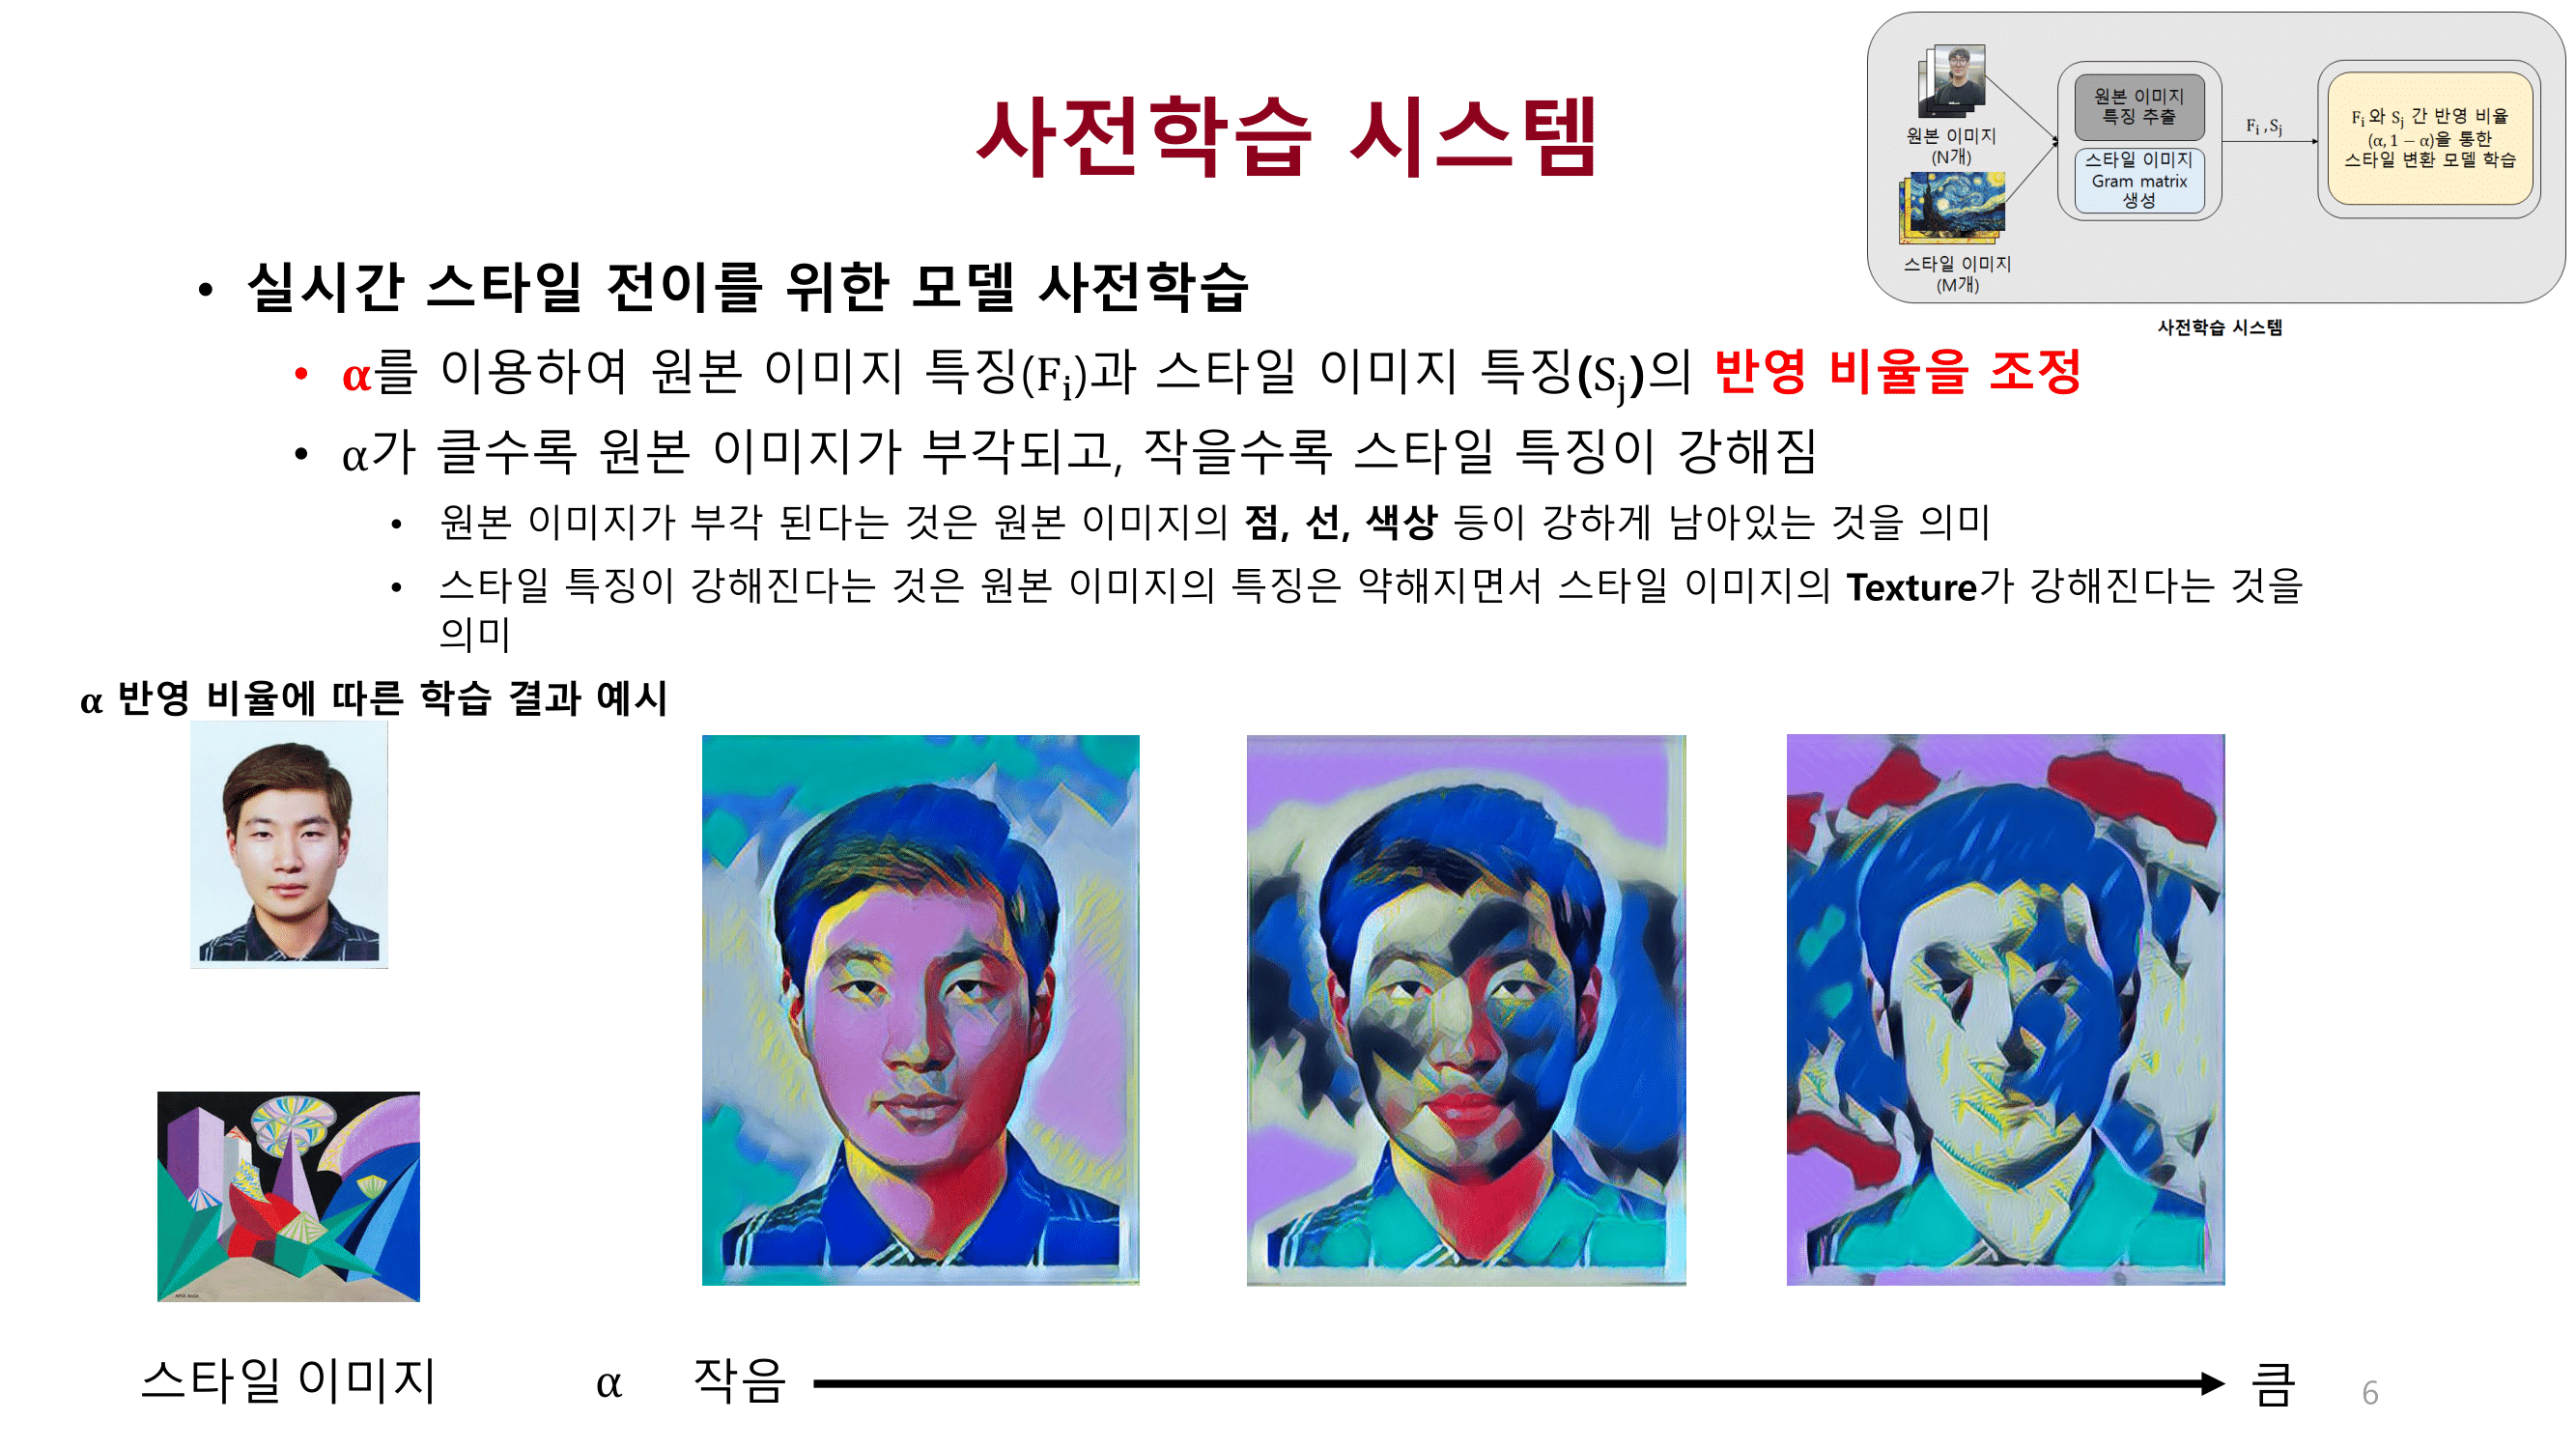 사전학습 시스템
원본 이미지
(N개)
스타일 이미지
(M개)
원본 이미지
특징 추출
스타일 이미지
Gram matrix
생성
Fi , Sj
Fi 와 Sj 간 반영 비율
(α, 1 − α)을 통한
스타일 변환 모델 학습
사전학습 시스템
• 실시간 스타일 전이를 위한 모델 사전학습
• α를 이용하여 원본 이미지 특징(Fi)과 스타일 이미지 특징(Sj)의 반영 비율을 조정
• α가 클수록 원본 이미지가 부각되고, 작을수록 스타일 특징이 강해짐
• 원본 이미지가 부각 된다는 것은 원본 이미지의 점, 선, 색상 등이 강하게 남아있는 것을 의미
• 스타일 특징이 강해진다는 것은 원본 이미지의 특징은 약해지면서 스타일 이미지의 Texture가 강해진다는 것을
의미
α 반영 비율에 따른 학습 결과 예시
스타일 이미지
α 작음
큼
6